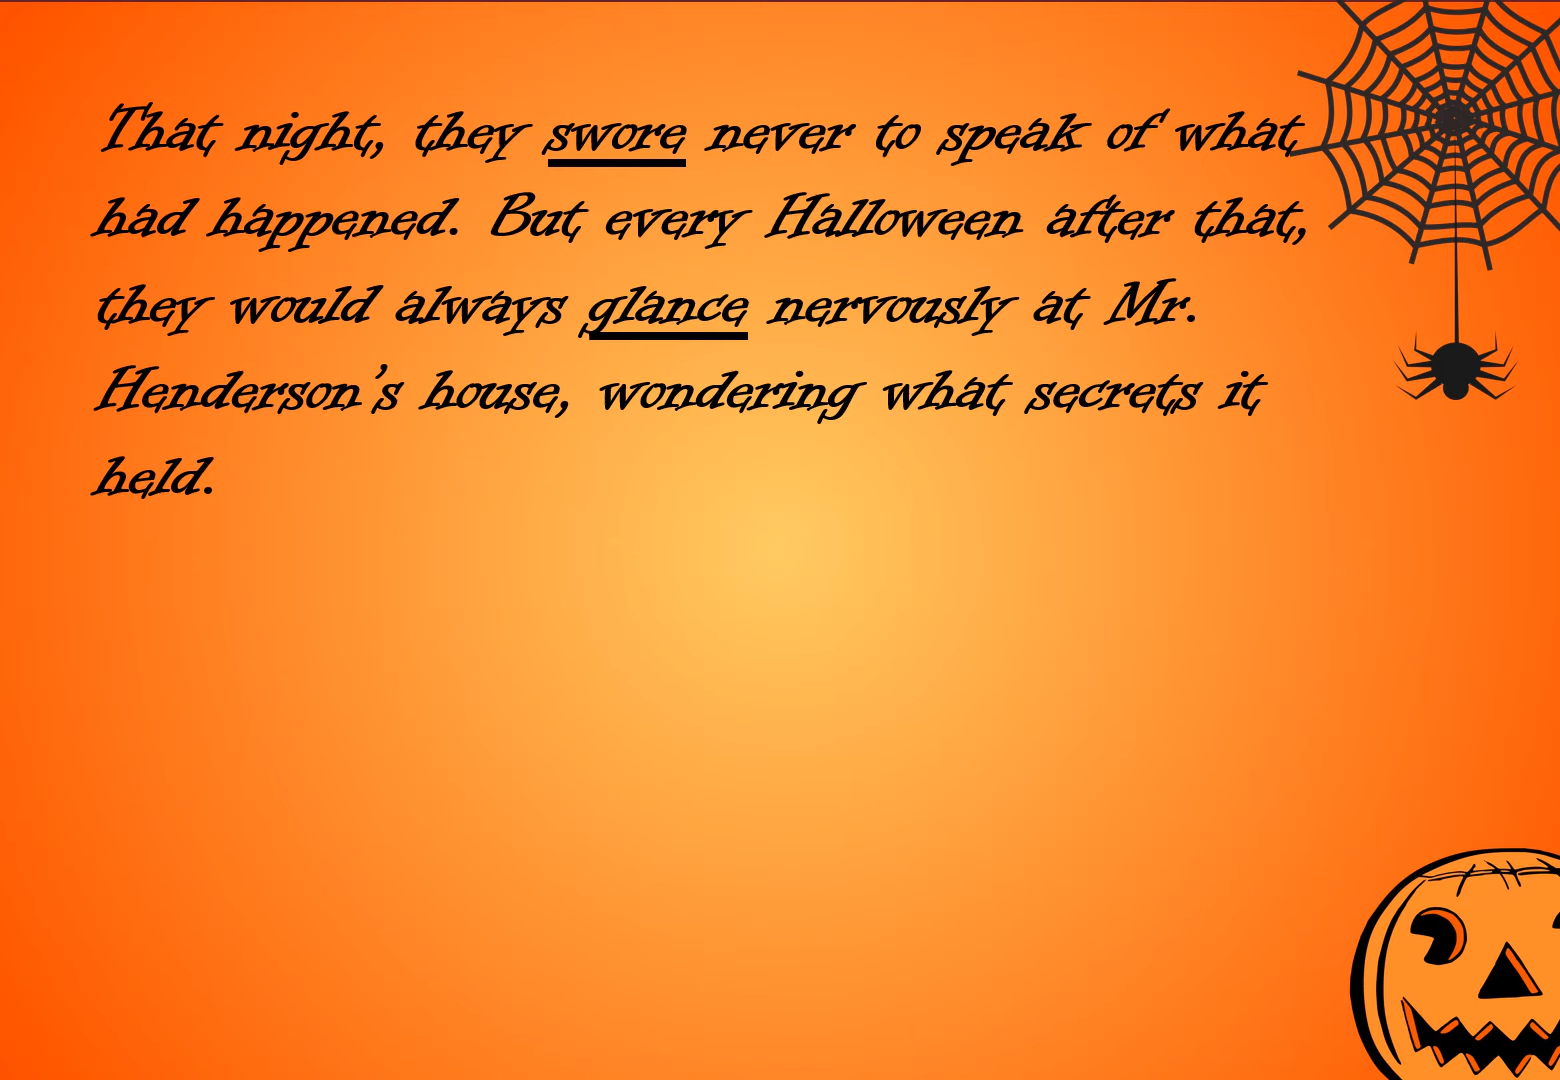 That night, they swore never to speak of what
had happened. But every Halloween after that,
they would always glance nervously at Mr.
Henderson's house, wondering what secrets it
held.